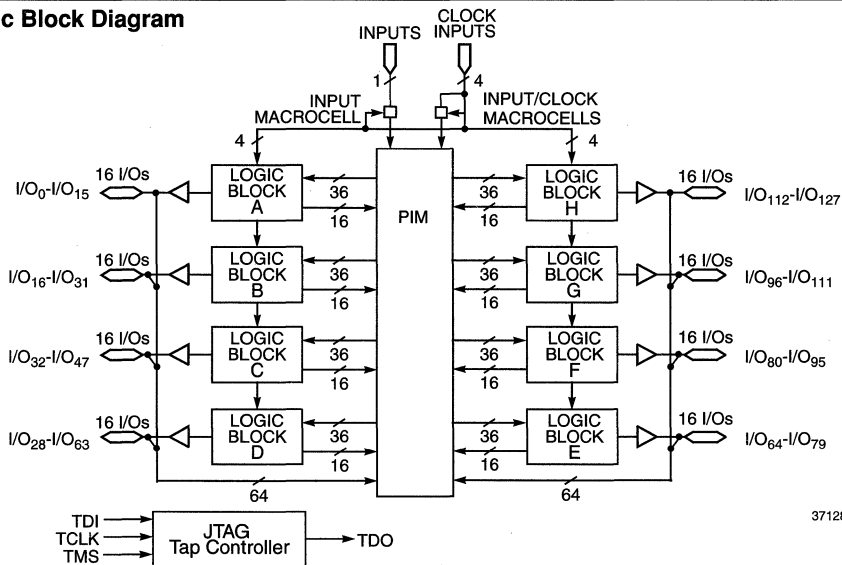 c Block Diagram
INPUTS
CLOCK
INPUTS
1
4
INPUT
MACROCELL
INPUT/CLOCK
MACROCELLS
4
4
I/O0-I/O15
16 I/Os
LOGIC
BLOCK
A
36
16
PIM
36
16
LOGIC
BLOCK
H
16 I/Os
I/O112-I/O127
I/O16-I/O31
16 I/Os
LOGIC
BLOCK
B
36
16
36
16
LOGIC
BLOCK
G
16 I/Os
I/O96-I/O111
I/O32-I/O47
16 I/Os
LOGIC
BLOCK
C
36
16
36
16
LOGIC
BLOCK
F
16 I/Os
I/O80-I/O95
I/O28-I/O63
16 I/Os
LOGIC
BLOCK
D
36
16
36
16
LOGIC
BLOCK
E
16 I/Os
I/O64-I/O79
64
64
TDI
TCLK
TMS
JTAG
Tap Controller
TDO
37128